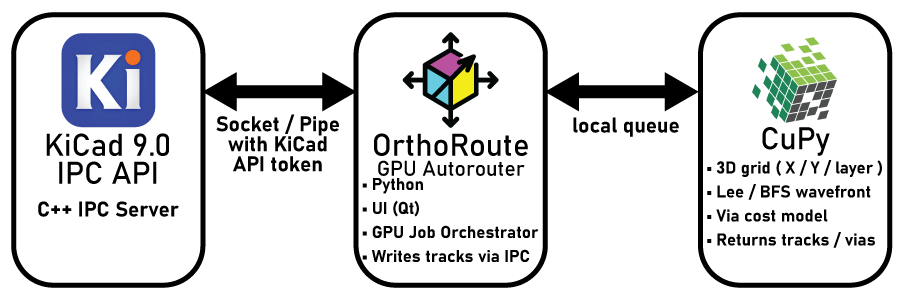 Ki
KiCad 9.0
IPC API
C++ IPC Server
Socket / Pipe
with KiCad
API token
OrthoRoute
GPU Autorouter
▪ Python
▪ UI (Qt)
▪ GPU Job Orchestrator
▪ Writes tracks via IPC
local queue
CuPy
▪ 3D grid ( X / Y / layer )
▪ Lee / BFS wavefront
▪ Via cost model
▪ Returns tracks / vias